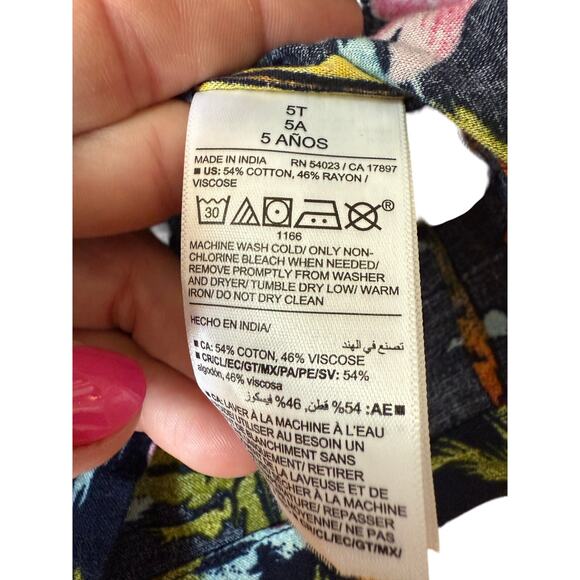 5T
5A
5 AÑOS
MADE IN INDIA RN 54023 / CA 17897
■ US: 54% COTTON, 46% RAYON /
VISCOSE
30 ®
1166
MACHINE WASH COLD/ ONLY NON-
CHLORINE BLEACH WHEN NEEDED/
REMOVE PROMPTLY FROM WASHER
AND DRYER/ TUMBLE DRY LOW/ WARM
IRON/ DO NOT DRY CLEAN
HECHO EN INDIA/ تصنع في الهند
■ CA: 54% COTON, 46% VISCOSE
■ CR/CL/EC/GT/MX/PA/PE/SV: 54%
algodón, 46% viscosa
■AE: 54% قطن, 46% فيسكوز
CA: LAVER À LA MACHINE À L'EAU
UTILISER AU BESOIN UN
BLANCHIMENT SANS
RETIRER
LA LAVEUSE ET DE
REPASSER
NE PAS
CR/CL/EC/GT/MX/